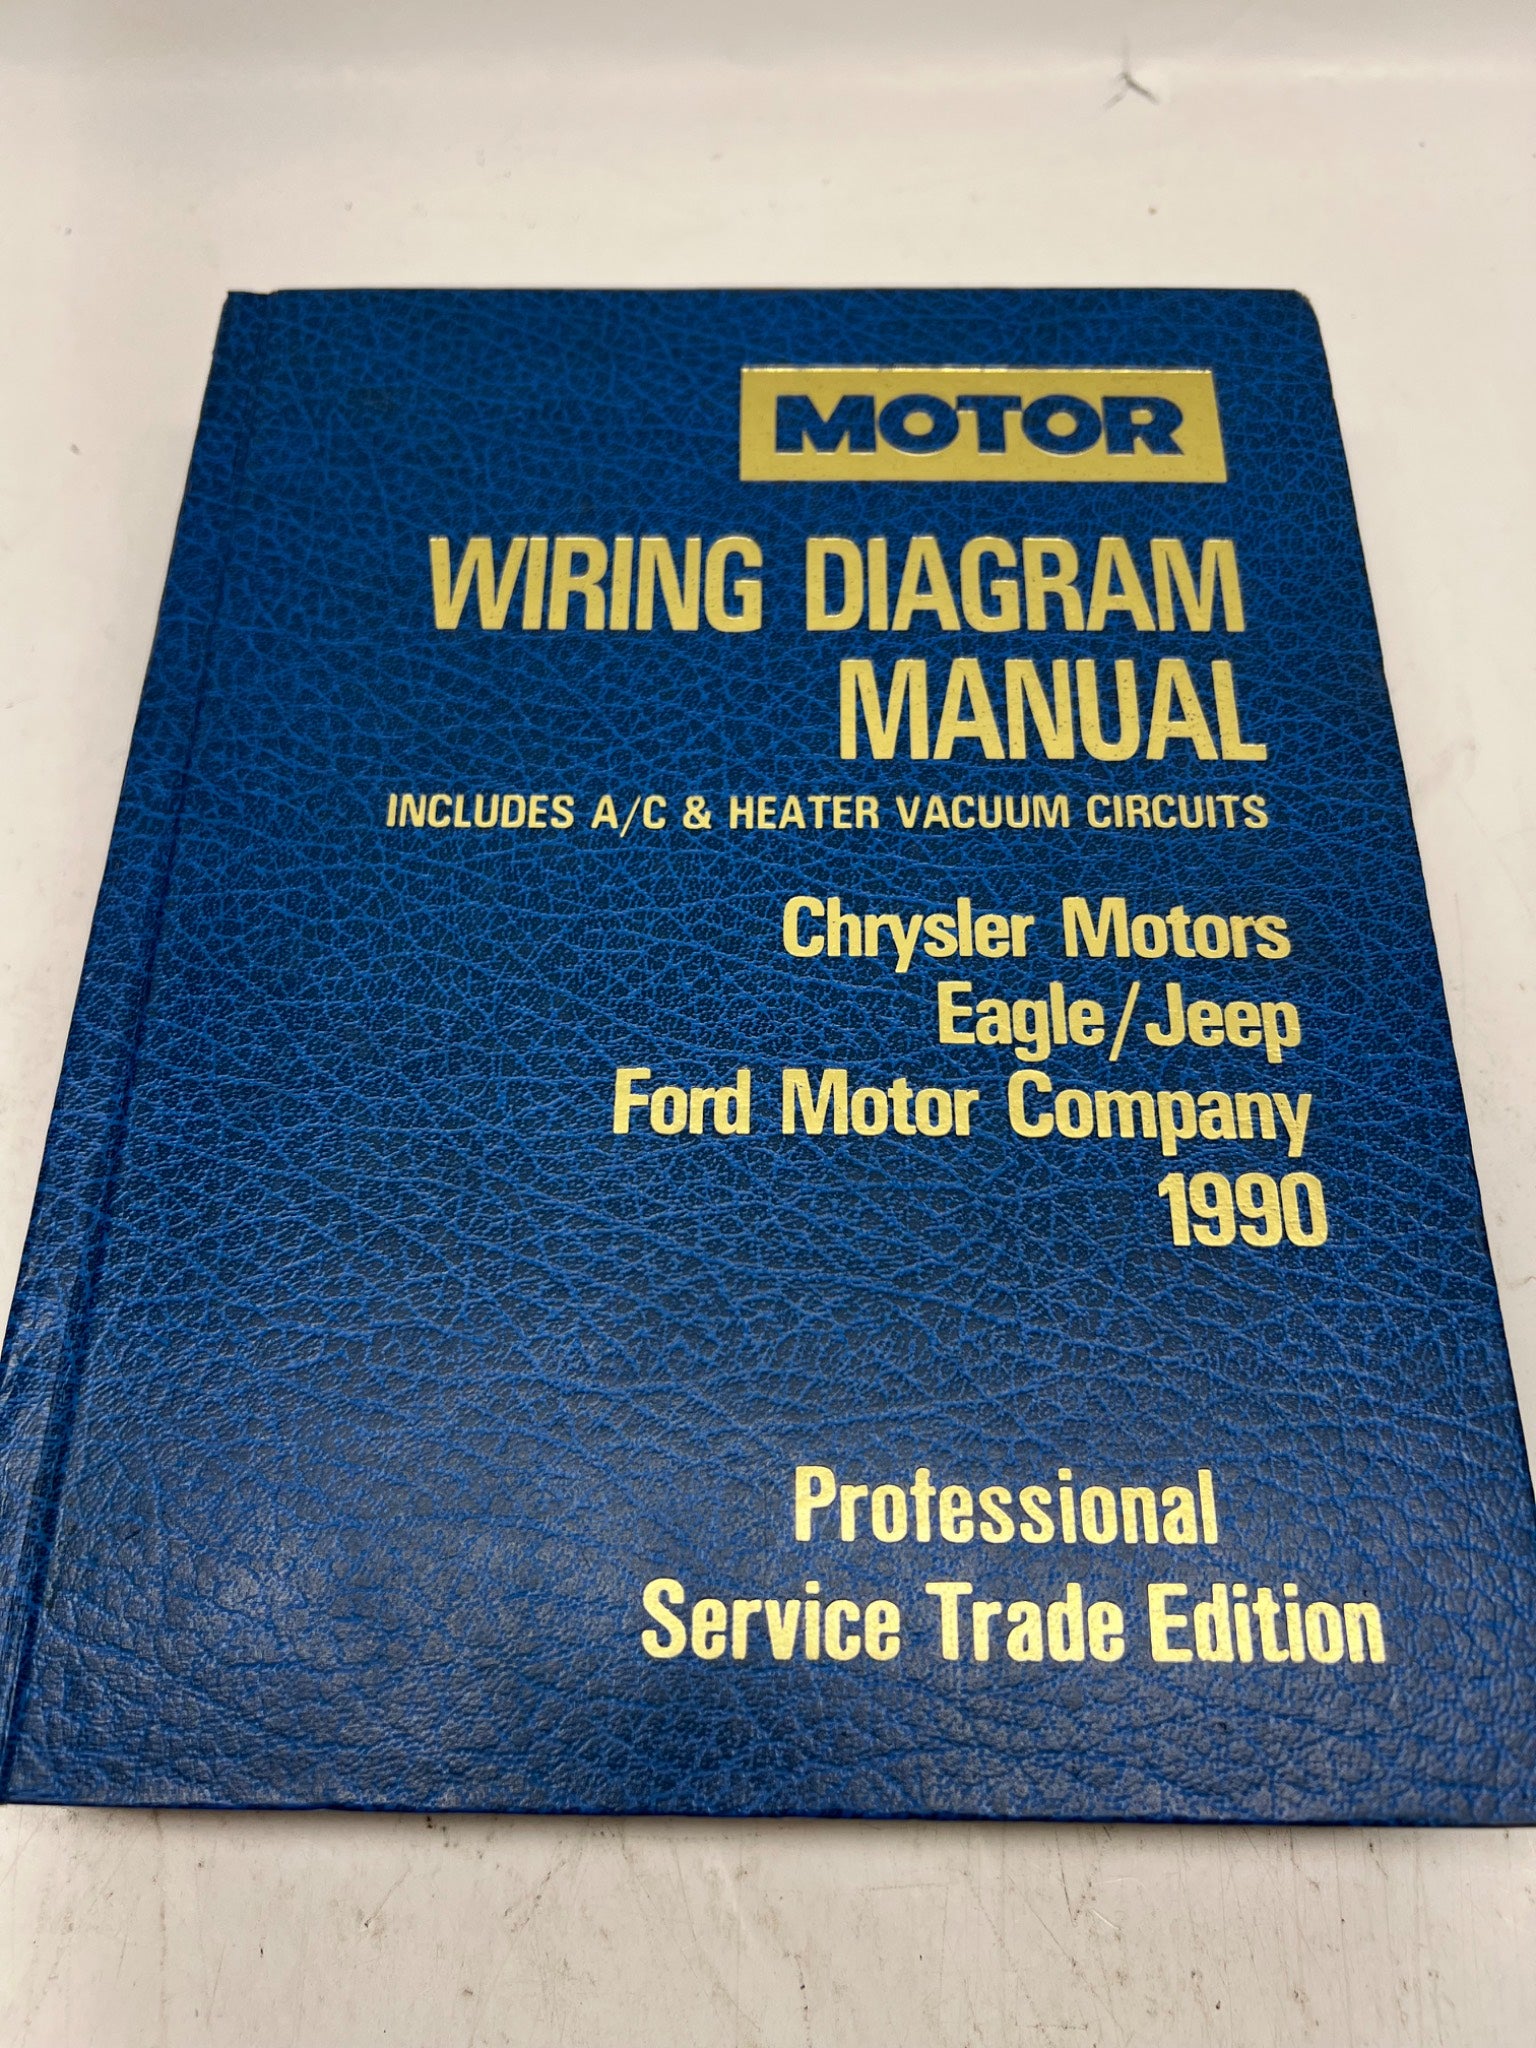 MOTOR
WIRING DIAGRAM
MANUAL
INCLUDES A/C & HEATER VACUUM CIRCUITS
Chrysler Motors
Eagle/Jeep
Ford Motor Company
1990
Professional
Service Trade Edition